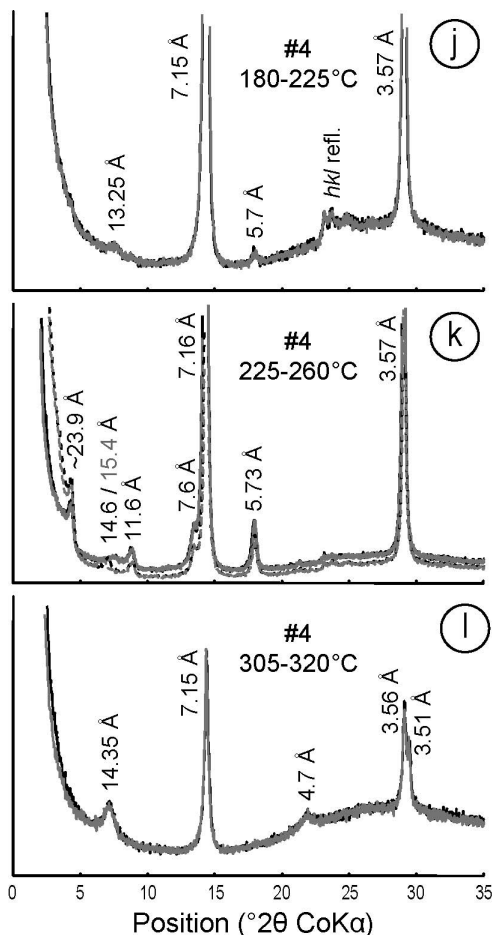 #4
180-225°C
j
13.25 Å
7.15 Å
5.7 Å
hkl refl.
3.57 Å
#4
225-260°C
k
~23.9 Å
14.6 / 15.4 Å
11.6 Å
7.6 Å
7.16 Å
5.73 Å
3.57 Å
#4
305-320°C
l
14.35 Å
7.15 Å
4.7 Å
3.56 Å
3.51 Å
0 5 10 15 20 25 30 35
Position (°2θ CoKα)